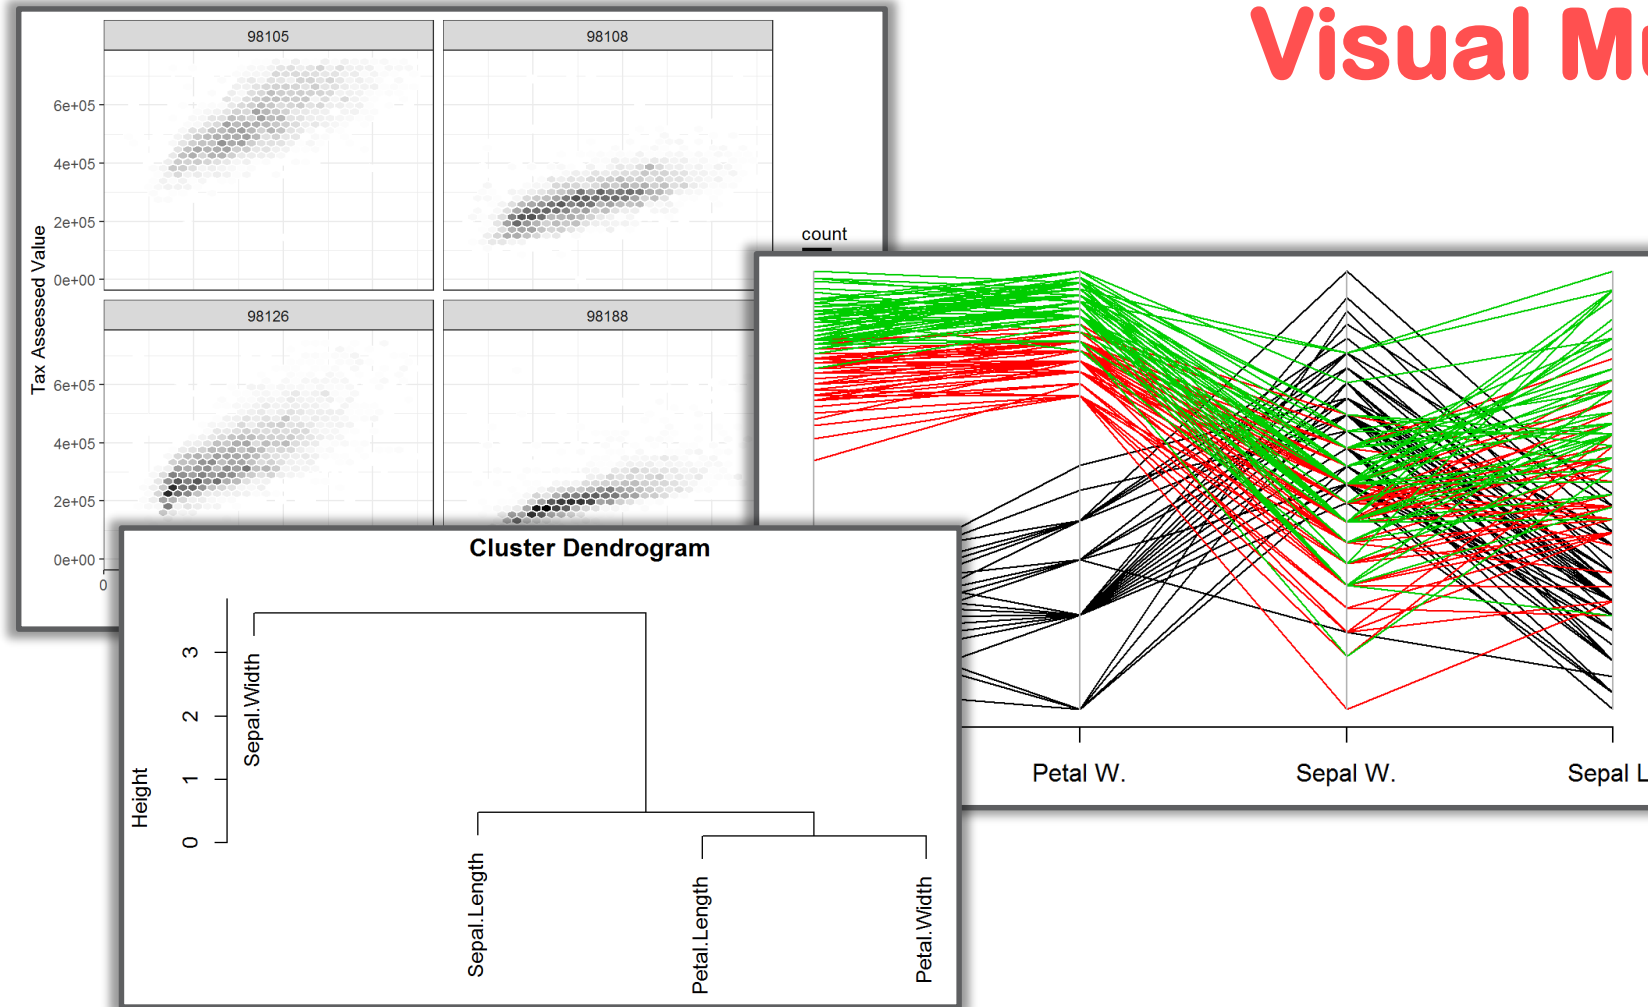 Visual Mu
98105
98108
6e+05
4e+05
2e+05
0e+00
Tax Assessed Value
count
98126
98188
6e+05
4e+05
2e+05
0e+00
0
Petal W.
Sepal W.
Sepal L
Cluster Dendrogram
Height
3
2
1
0
Sepal.Width
Sepal.Length
Petal.Length
Petal.Width